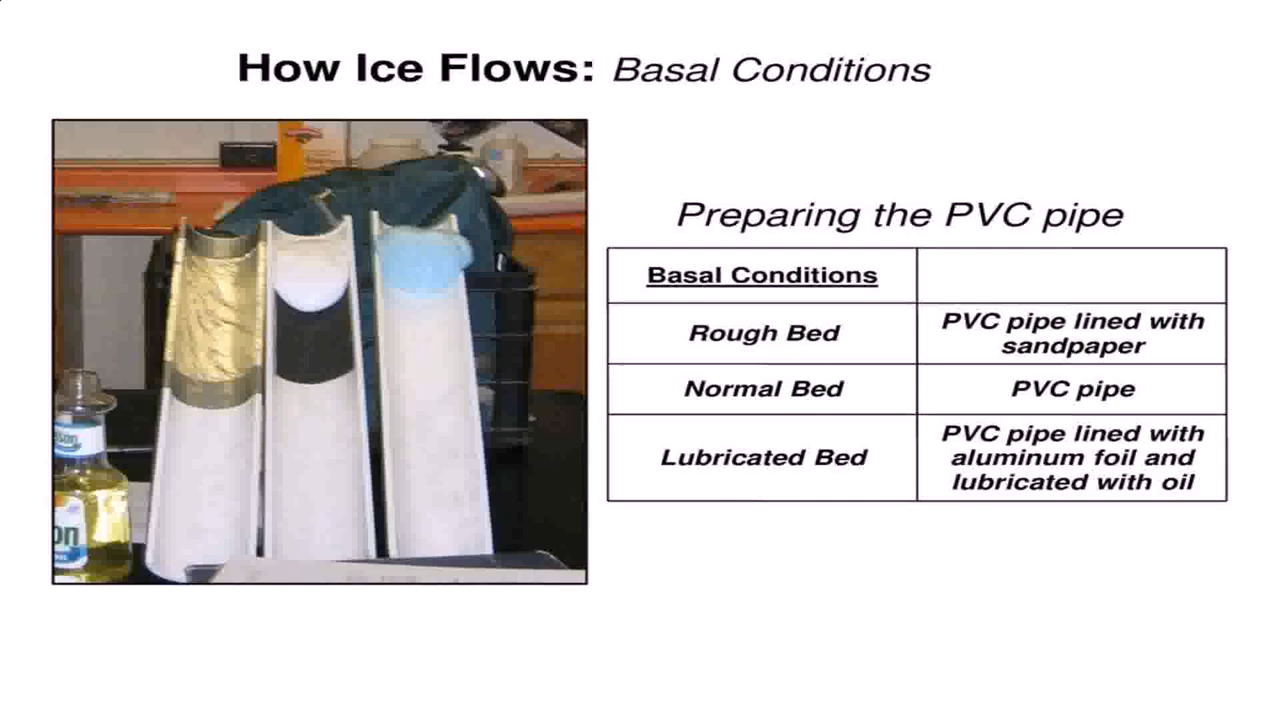 How Ice Flows: Basal Conditions
Preparing the PVC pipe
Basal Conditions
Rough Bed
PVC pipe lined with
sandpaper
Normal Bed
PVC pipe
Lubricated Bed
PVC pipe lined with
aluminum foil and
lubricated with oil